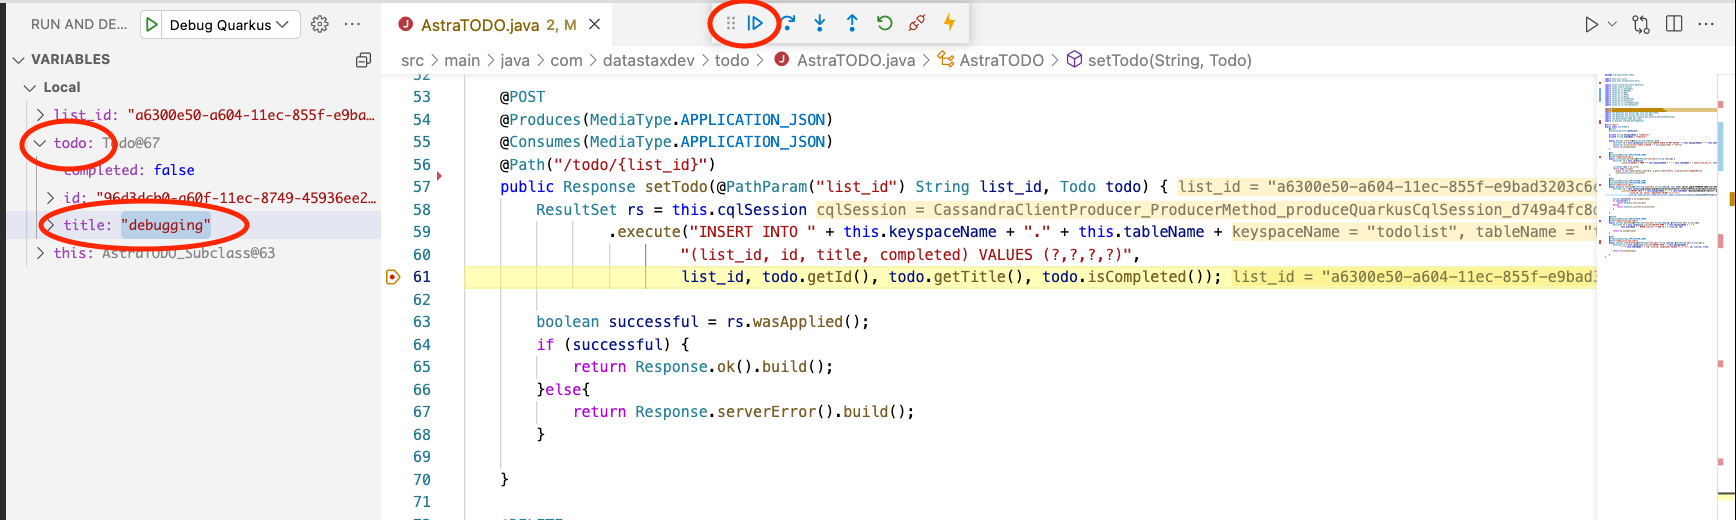 RUN AND DE...
Debug Quarkus
AstraTODO.java 2, M
VARIABLES
Local
list_id: "a6300e50-a604-11ec-855f-e9ba...
todo: Todo@67
completed: false
id: "96d3dcb0-a60f-11ec-8749-45936ee2...
title: "debugging"
this: AstraTODO_Subclass@63
src > main > java > com > datastaxdev > todo > AstraTODO.java > AstraTODO > setTodo(String, Todo)
52
53 @POST
54 @Produces(MediaType.APPLICATION_JSON)
55 @Consumes(MediaType.APPLICATION_JSON)
56 @Path("/todo/{list_id}")
57 public Response setTodo(@PathParam("list_id") String list_id, Todo todo) { list_id = "a6300e50-a604-11ec-855f-e9bad3203c6
58 ResultSet rs = this.cqlSession cqlSession = CassandraClientProducer_ProducerMethod_produceQuarkusCqlSession_d749a4fc8
59 .execute("INSERT INTO " + this.keyspaceName + "." + this.tableName + keyspaceName = "todolist", tableName = "
60 "(list_id, id, title, completed) VALUES (?,?,?,?)",
61 list_id, todo.getId(), todo.getTitle(), todo.isCompleted()); list_id = "a6300e50-a604-11ec-855f-e9bad3
62
63 boolean successful = rs.wasApplied();
64 if (successful) {
65 return Response.ok().build();
66 }else{
67 return Response.serverError().build();
68 }
69
70 }
71